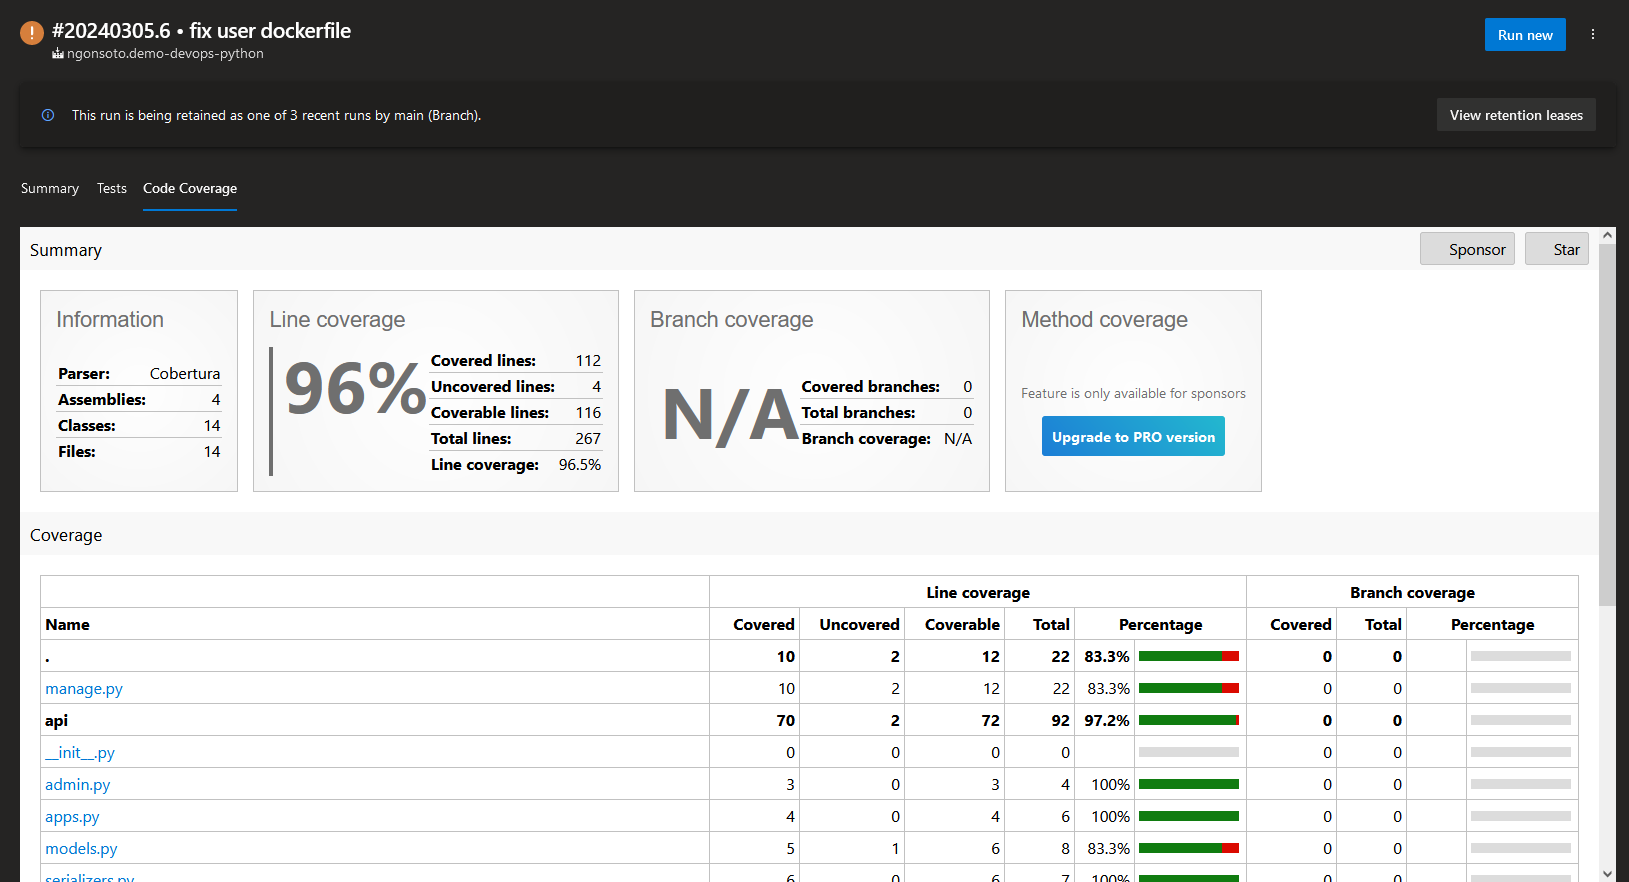 #20240305.6 • fix user dockerfile
ngonsoto.demo-devops-python
Run new
This run is being retained as one of 3 recent runs by main (Branch).
View retention leases
Summary Tests Code Coverage
Summary
Sponsor Star
Information
Parser: Cobertura
Assemblies: 4
Classes: 14
Files: 14
Line coverage
96%
Covered lines: 112
Uncovered lines: 4
Coverable lines: 116
Total lines: 267
Line coverage: 96.5%
Branch coverage
N/A
Covered branches: 0
Total branches: 0
Branch coverage: N/A
Method coverage
Feature is only available for sponsors
Upgrade to PRO version
Coverage
Line coverage Branch coverage
Name Covered Uncovered Coverable Total Percentage Covered Total Percentage
. 10 2 12 22 83.3% 0 0
manage.py 10 2 12 22 83.3% 0 0
api 70 2 72 92 97.2% 0 0
__init__.py 0 0 0 0 0 0
admin.py 3 0 3 4 100% 0 0
apps.py 4 0 4 6 100% 0 0
models.py 5 1 6 8 83.3% 0 0
serializers.py 6 0 6 7 100% 0 0